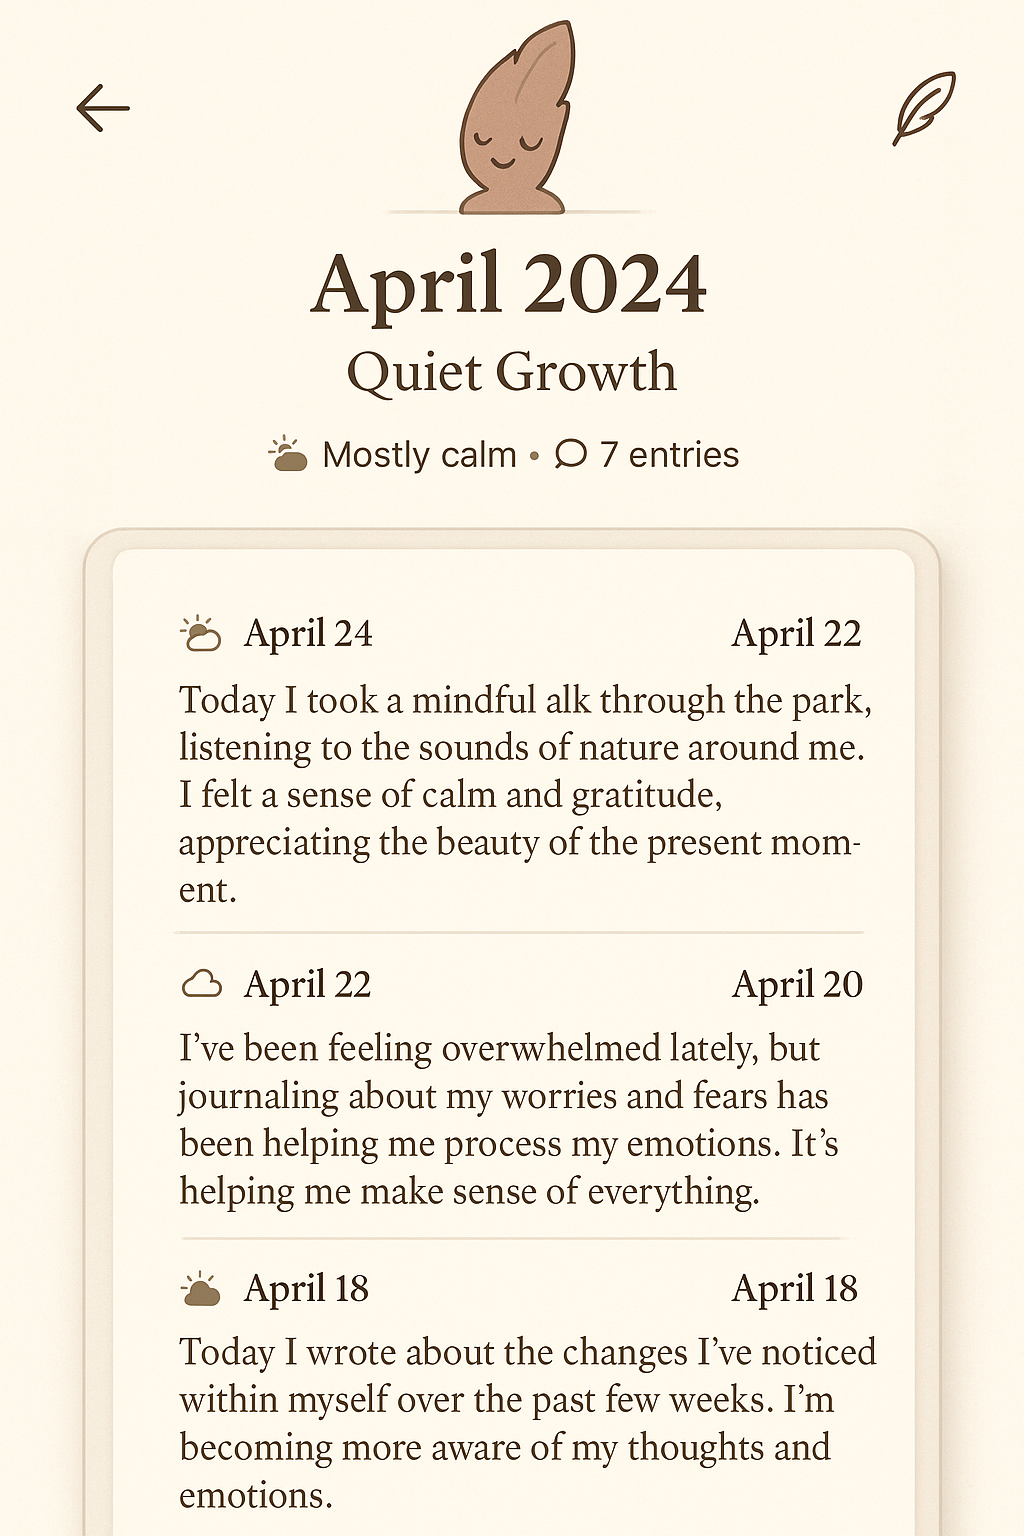 April 2024
Quiet Growth
Mostly calm • 7 entries
April 24 April 22
Today I took a mindful alk through the park,
listening to the sounds of nature around me.
I felt a sense of calm and gratitude,
appreciating the beauty of the present mom-
ent.
April 22 April 20
I’ve been feeling overwhelmed lately, but
journaling about my worries and fears has
been helping me process my emotions. It’s
helping me make sense of everything.
April 18 April 18
Today I wrote about the changes I’ve noticed
within myself over the past few weeks. I’m
becoming more aware of my thoughts and
emotions.